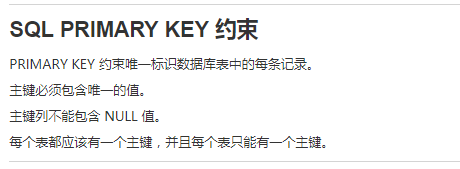 SQL PRIMARY KEY 约束
PRIMARY KEY 约束唯一标识数据库表中的每条记录。
主键必须包含唯一的值。
主键列不能包含 NULL 值。
每个表都应该有一个主键，并且每个表只能有一个主键。